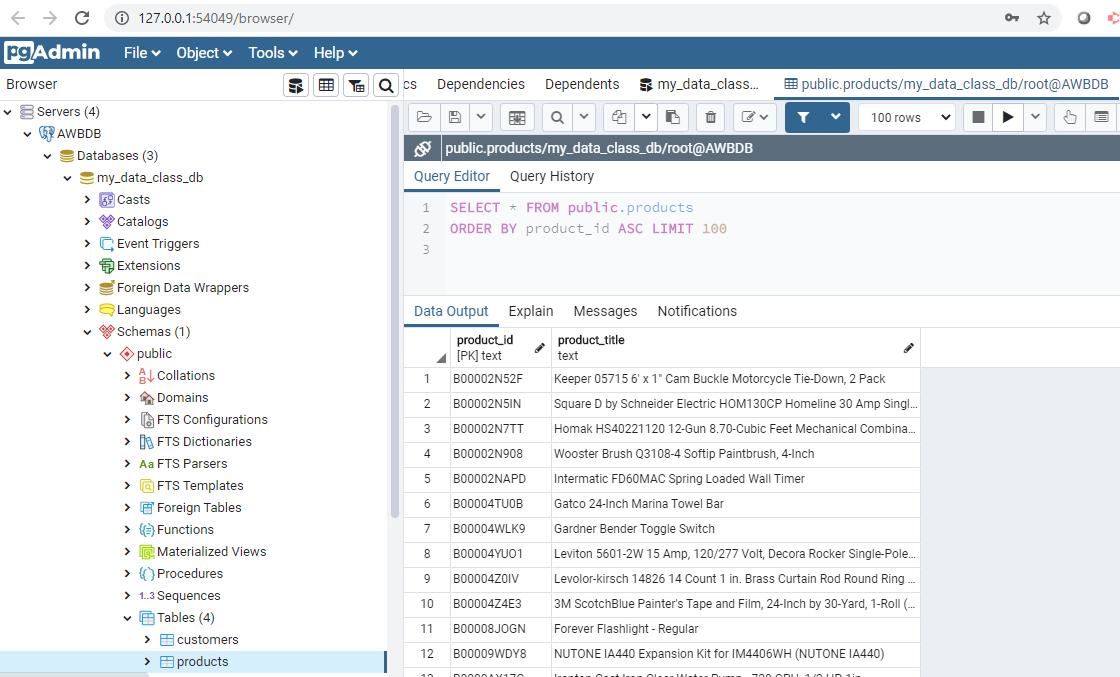 127.0.0.1:54049/browser/
pgAdmin File Object Tools Help
Browser
cs Dependencies Dependents my_data_class... public.products/my_data_class_db/root@AWBDB
100 rows
public.products/my_data_class_db/root@AWBDB
Query Editor Query History
1 SELECT * FROM public.products
2 ORDER BY product_id ASC LIMIT 100
3
Servers (4)
AWBDB
Databases (3)
my_data_class_db
Casts
Catalogs
Event Triggers
Extensions
Foreign Data Wrappers
Languages
Schemas (1)
public
Collations
Domains
FTS Configurations
FTS Dictionaries
Aa FTS Parsers
FTS Templates
Foreign Tables
Functions
Materialized Views
Procedures
1..3 Sequences
Tables (4)
customers
products
Data Output Explain Messages Notifications
product_id product_title
[PK] text text
1 B00002N52F Keeper 05715 6' x 1" Cam Buckle Motorcycle Tie-Down, 2 Pack
2 B00002N5IN Square D by Schneider Electric HOM130CP Homeline 30 Amp Singl...
3 B00002N7TT Homak HS40221120 12-Gun 8.70-Cubic Feet Mechanical Combina...
4 B00002N908 Wooster Brush Q3108-4 Softip Paintbrush, 4-Inch
5 B00002NAPD Intermatic FD60MAC Spring Loaded Wall Timer
6 B00004TU0B Gatco 24-Inch Marina Towel Bar
7 B00004WLK9 Gardner Bender Toggle Switch
8 B00004YUO1 Leviton 5601-2W 15 Amp, 120/277 Volt, Decora Rocker Single-Pole...
9 B00004Z0IV Levolor-kirsch 14826 14 Count 1 in. Brass Curtain Rod Round Ring ...
10 B00004Z4E3 3M ScotchBlue Painter's Tape and Film, 24-Inch by 30-Yard, 1-Roll (...
11 B00008JOGN Forever Flashlight - Regular
12 B00009WDY8 NUTONE IA440 Expansion Kit for IM4406WH (NUTONE IA440)